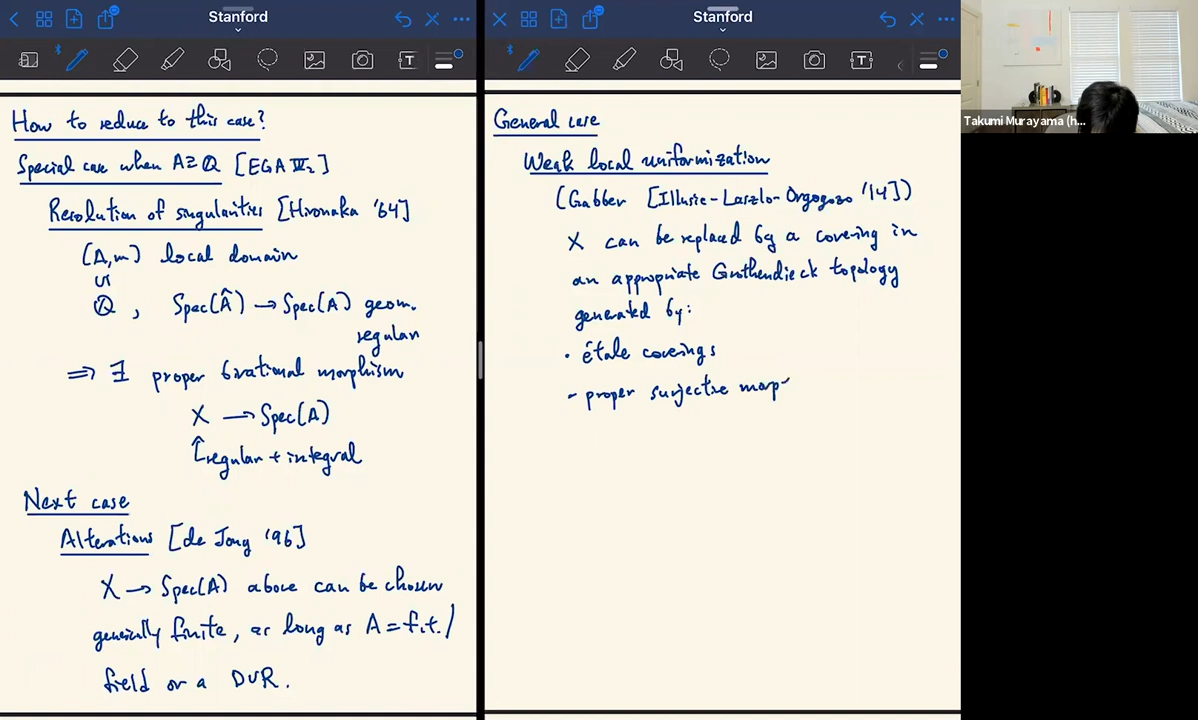 Stanford
How to reduce to this case?
Special case when A ⊇ Q [EGA IV₂]
Resolution of singularities [Hironaka '64]
(A,m) local domain
∪
Q , Spec(Â) → Spec(A) geom.
regular
⇒ ∃ proper birational morphism
X → Spec(A)
↑ regular + integral
Next case
Alterations [de Jong '96]
X → Spec(A) above can be chosen
generically finite, as long as A = f.t./
field or a DVR.
Stanford
General case
Weak local uniformization
(Gabber [Illusie-Laszlo-Orgogozo '14])
X can be replaced by a covering in
an appropriate Grothendieck topology
generated by:
· étale coverings
- proper surjective map
Takumi Murayama (h...